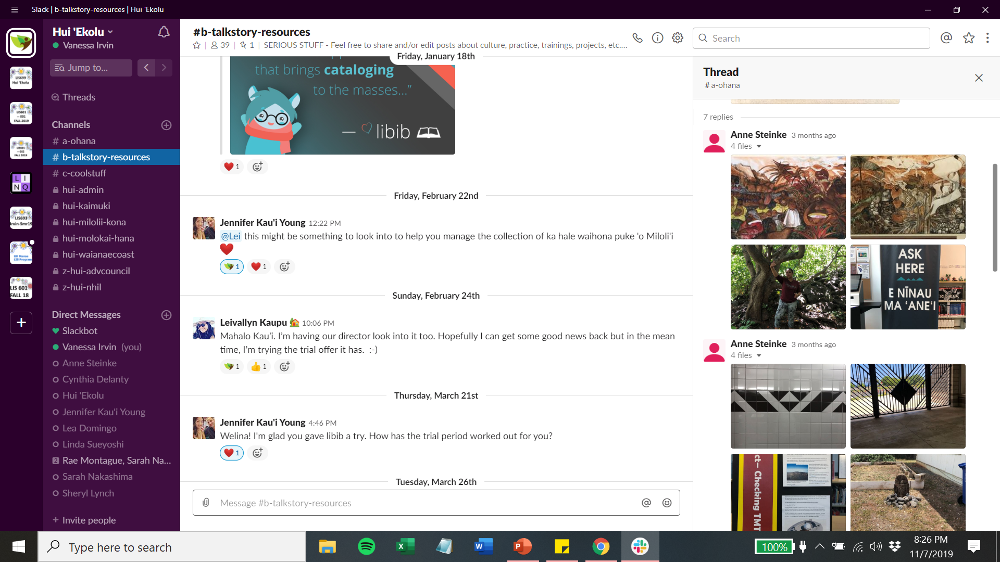 Slack | b-talkstory-resources | Hui 'Ekolu
Hui 'Ekolu
Vanessa Irvin
Jump to...
Threads
Channels
# a-ohana
# b-talkstory-resources
# c-coolstuff
hui-admin
hui-kaimuki
hui-milolii-kona
hui-molokai-hana
hui-waianaecoast
z-hui-advcouncil
z-hui-nhil
Direct Messages
Slackbot
Vanessa Irvin (you)
Anne Steinke
Cynthia Delanty
Hui 'Ekolu
Jennifer Kau'i Young
Lea Domingo
Linda Sueyoshi
2 Rae Montague, Sarah Na...
Sarah Nakashima
Sheryl Lynch
+ Invite people
LIS699
Hui 'Ekolu
LIS601
— 001
FALL 2019
LIS601
— 002
FALL 2019
L I
N Q
LIS693
Irvin-Smr19
UH Manoa
LIS Program
LIS 601
FALL 18
#b-talkstory-resources
39
1
SERIOUS STUFF - Feel free to share and/or edit posts about culture, practice, trainings, projects, etc....
Search
Friday, January 18th
that brings cataloging
to the masses..."
— libib
1
Friday, February 22nd
Jennifer Kau'i Young 12:22 PM
@Lei this might be something to look into to help you manage the collection of ka hale waihona puke 'o Miloli'i
1 1
Sunday, February 24th
Leivallyn Kaupu 10:06 PM
Mahalo Kau’i. I’m having our director look into it too. Hopefully I can get some good news back but in the mean
time, I’m trying the trial offer it has. :-)
1 1
Thursday, March 21st
Jennifer Kau'i Young 4:46 PM
Welina! I'm glad you gave libib a try. How has the trial period worked out for you?
1
Tuesday, March 26th
Message #b-talkstory-resources
Thread
# a-ohana
7 replies
Anne Steinke 3 months ago
4 files
ASK
HERE
E NĪNAU
MA ‘ANE‘I
Anne Steinke 3 months ago
4 files
ct– Checking TMT
Type here to search
100%
8:26 PM
11/7/2019